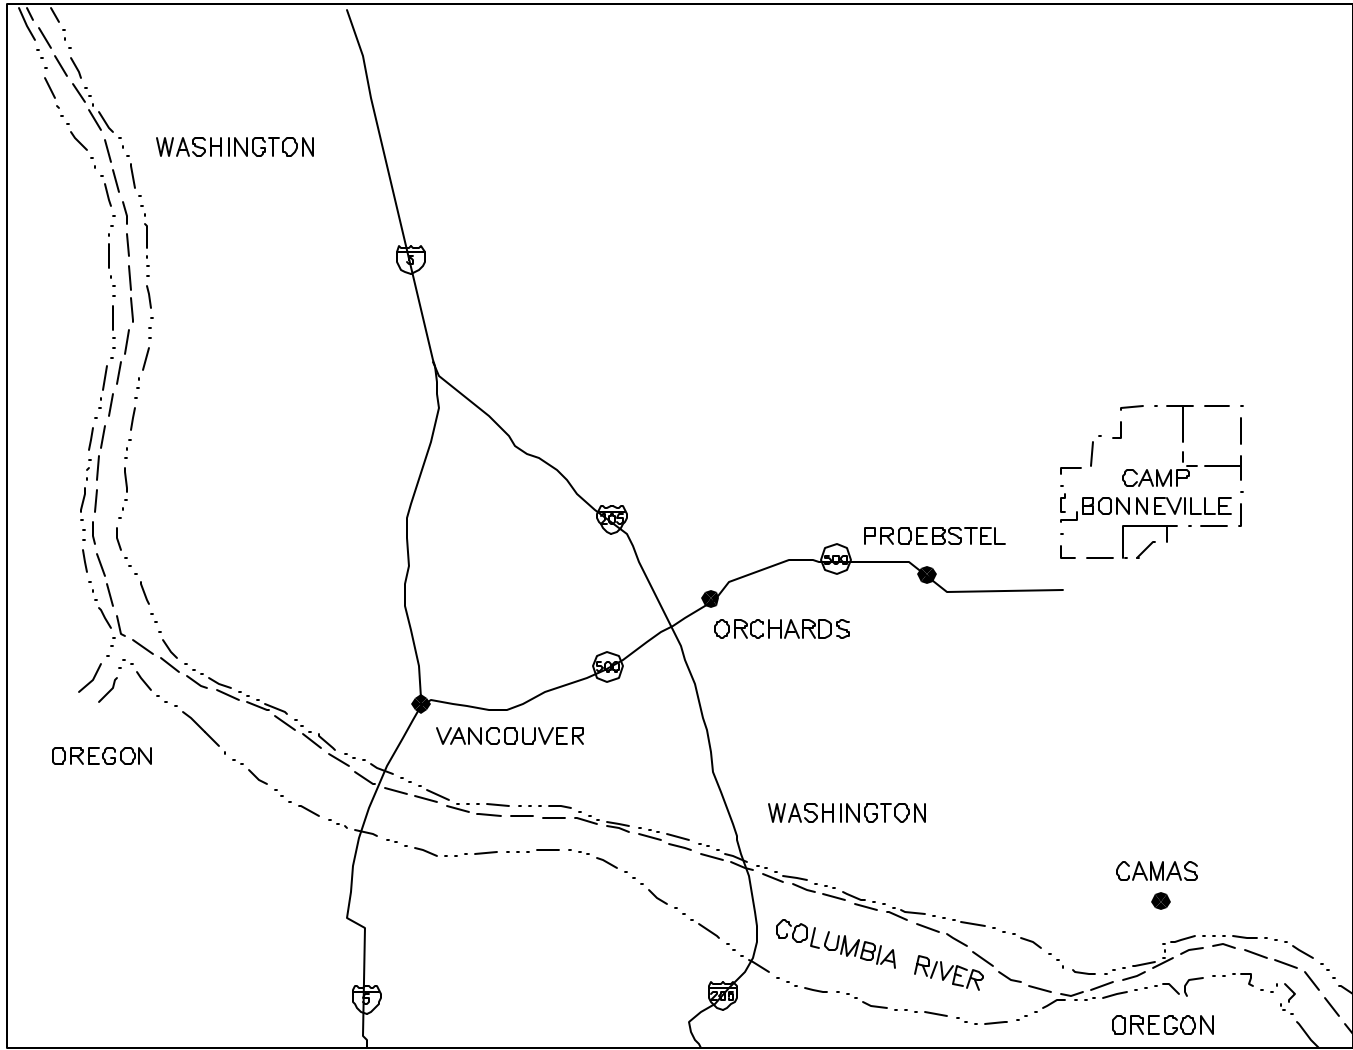 WASHINGTON
5
CAMP
BONNEVILLE
205
PROEBSTEL
500
ORCHARDS
500
VANCOUVER
OREGON
WASHINGTON
CAMAS
COLUMBIA RIVER
5
205
OREGON